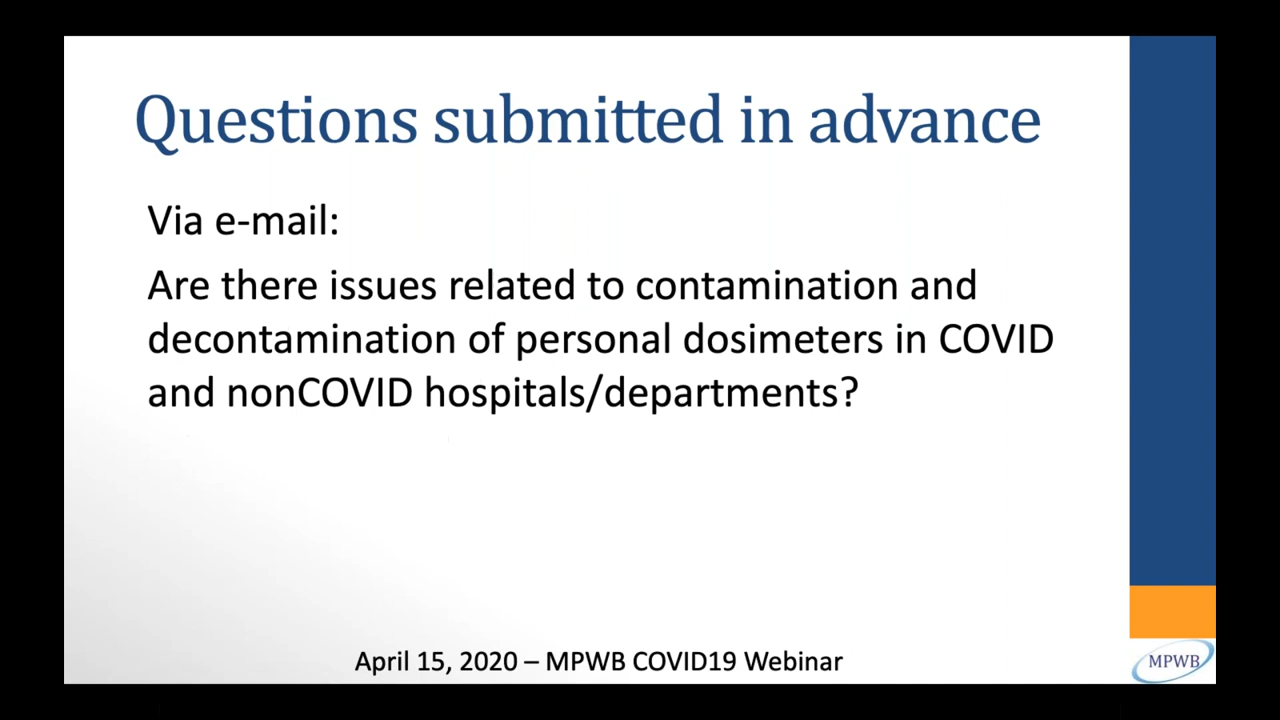 Questions submitted in advance
Via e-mail:
Are there issues related to contamination and
decontamination of personal dosimeters in COVID
and nonCOVID hospitals/departments?
April 15, 2020 – MPWB COVID19 Webinar
MPWB